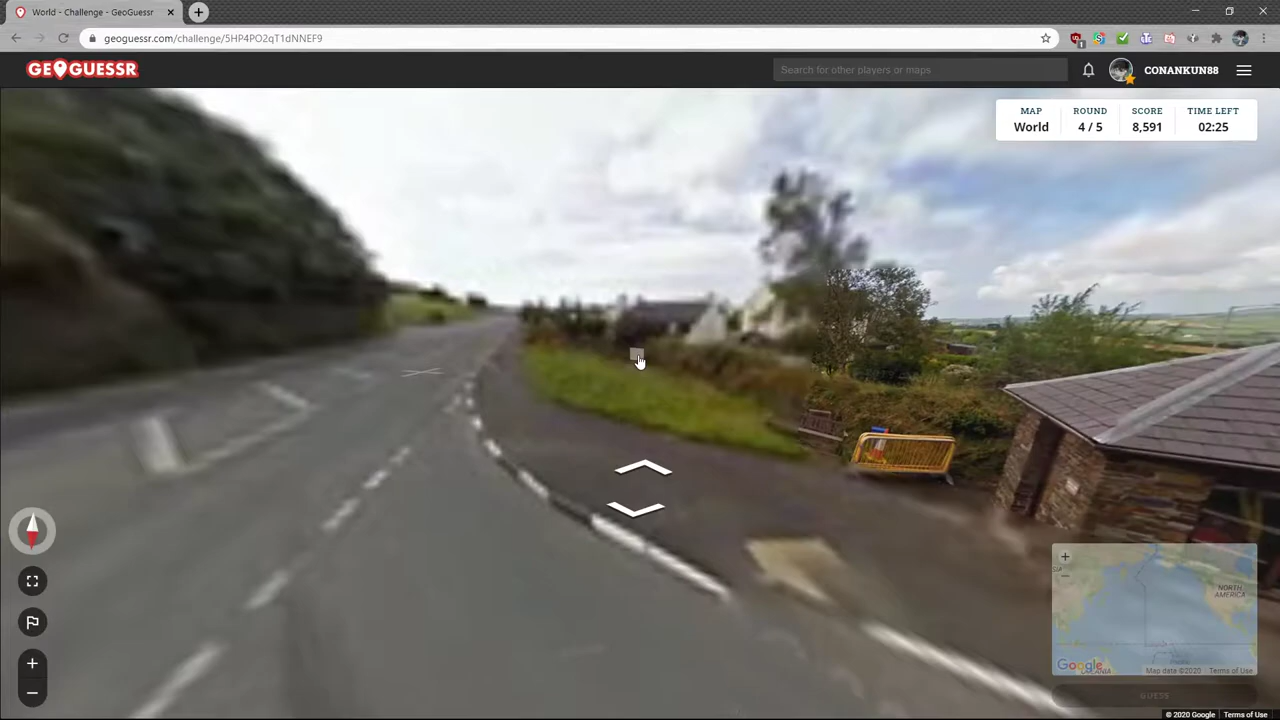 World - Challenge - GeoGuessr
geoguessr.com/challenge/5HP4PO2qT1dNNEF9
GEOGUESSR
Search for other players or maps
CONANKUN88
MAP ROUND SCORE TIME LEFT
World 4 / 5 8,591 02:25
NORTH
AMERICA
Google
Map data ©2020 Terms of Use
GUESS
© 2020 Google Terms of Use